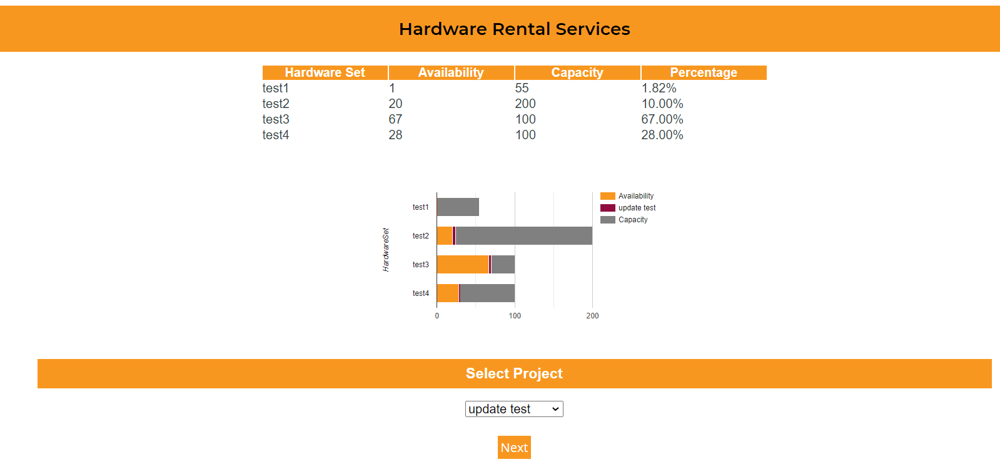 Hardware Rental Services
Hardware Set Availability Capacity Percentage
test1 1 55 1.82%
test2 20 200 10.00%
test3 67 100 67.00%
test4 28 100 28.00%
Availability
update test
Capacity
HardwareSet
test1
test2
test3
test4
0 100 200
Select Project
update test
Next